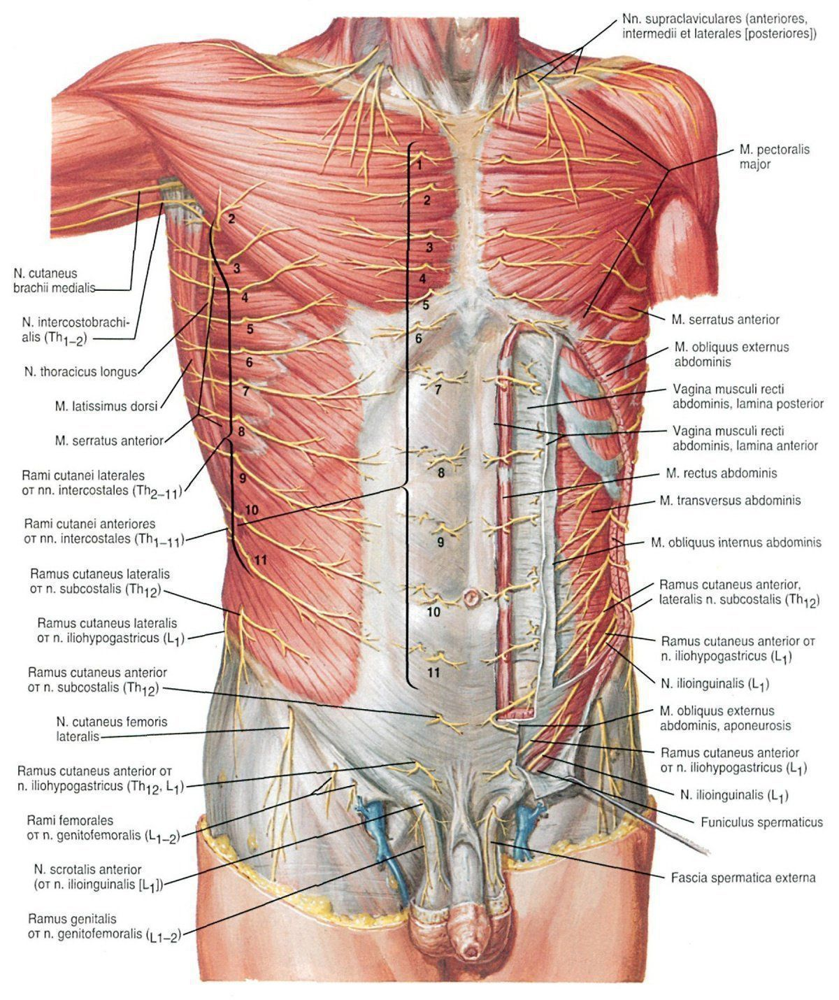 Nn. supraclaviculares (anteriores,
intermedii et laterales [posteriores])
M. pectoralis
major
M. serratus anterior
M. obliquus externus
abdominis
Vagina musculi recti
abdominis, lamina posterior
Vagina musculi recti
abdominis, lamina anterior
M. rectus abdominis
M. transversus abdominis
M. obliquus internus abdominis
Ramus cutaneus anterior,
lateralis n. subcostalis (Th12)
Ramus cutaneus anterior от
n. iliohypogastricus (L1)
N. ilioinguinalis (L1)
M. obliquus externus
abdominis, aponeurosis
Ramus cutaneus anterior
от n. iliohypogastricus (L1)
N. ilioinguinalis (L1)
Funiculus spermaticus
Fascia spermatica externa
N. cutaneus
brachii medialis
N. intercostobrachi-
alis (Th1–2)
N. thoracicus longus
M. latissimus dorsi
M. serratus anterior
Rami cutanei laterales
от nn. intercostales (Th2–11)
Rami cutanei anteriores
от nn. intercostales (Th1–11)
Ramus cutaneus lateralis
от n. subcostalis (Th12)
Ramus cutaneus lateralis
от n. iliohypogastricus (L1)
Ramus cutaneus anterior
от n. subcostalis (Th12)
N. cutaneus femoris
lateralis
Ramus cutaneus anterior от
n. iliohypogastricus (Th12, L1)
Rami femorales
от n. genitofemoralis (L1–2)
N. scrotalis anterior
(от n. ilioinguinalis [L1])
Ramus genitalis
от n. genitofemoralis (L1–2)
2
3
4
5
6
7
8
9
10
11
1
2
3
4
5
6
7
8
9
10
11